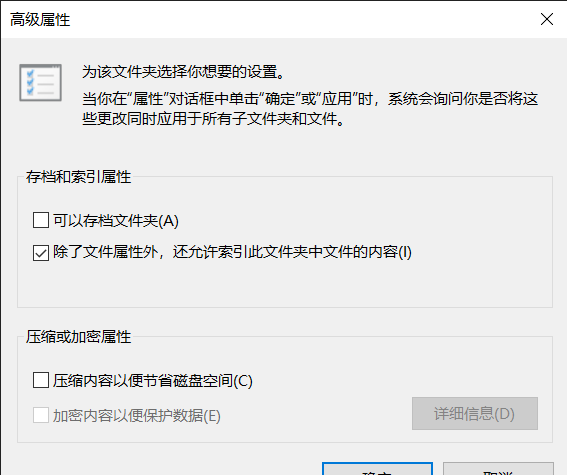 高级属性
为该文件夹选择你想要的设置。
当你在“属性”对话框中单击“确定”或“应用”时，系统会询问你是否将这
些更改同时应用于所有子文件夹和文件。
存档和索引属性
可以存档文件夹(A)
除了文件属性外，还允许索引此文件夹中文件的内容(I)
压缩或加密属性
压缩内容以便节省磁盘空间(C)
加密内容以便保护数据(E)
详细信息(D)